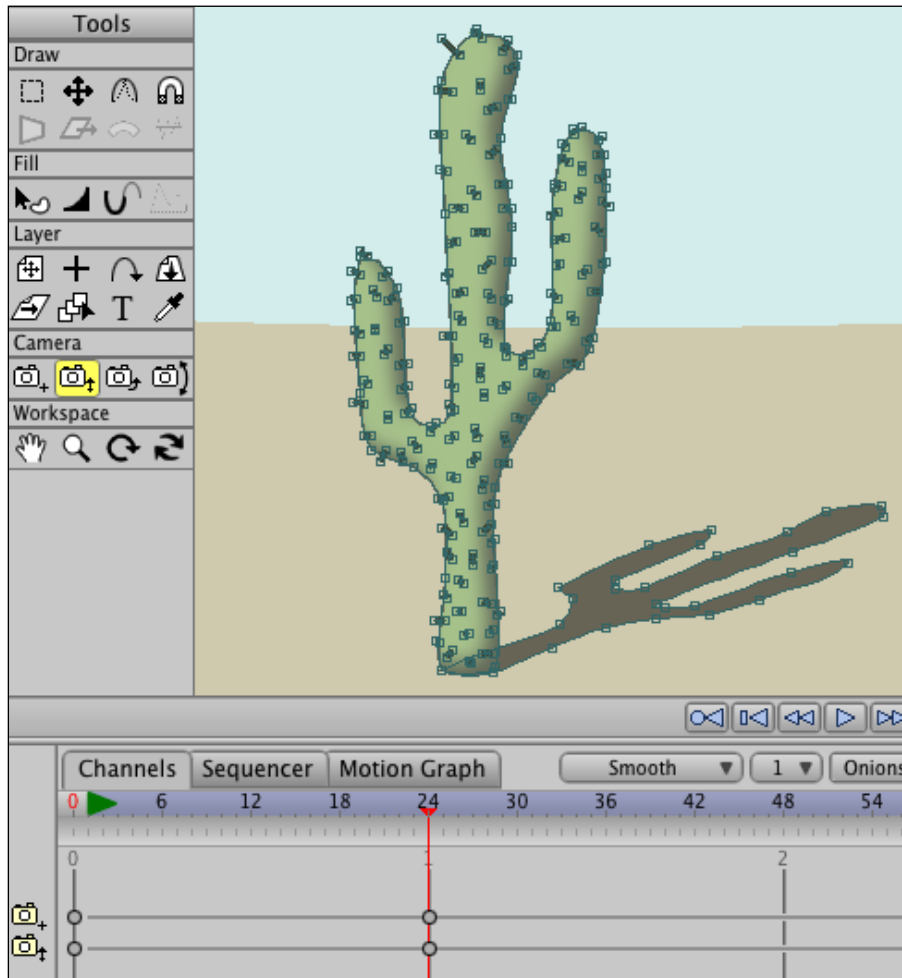 Tools
Draw
Fill
Layer
T
Camera
Workspace
Channels Sequencer Motion Graph Smooth 1 Onions
0 6 12 18 24 30 36 42 48 54
0 1 2